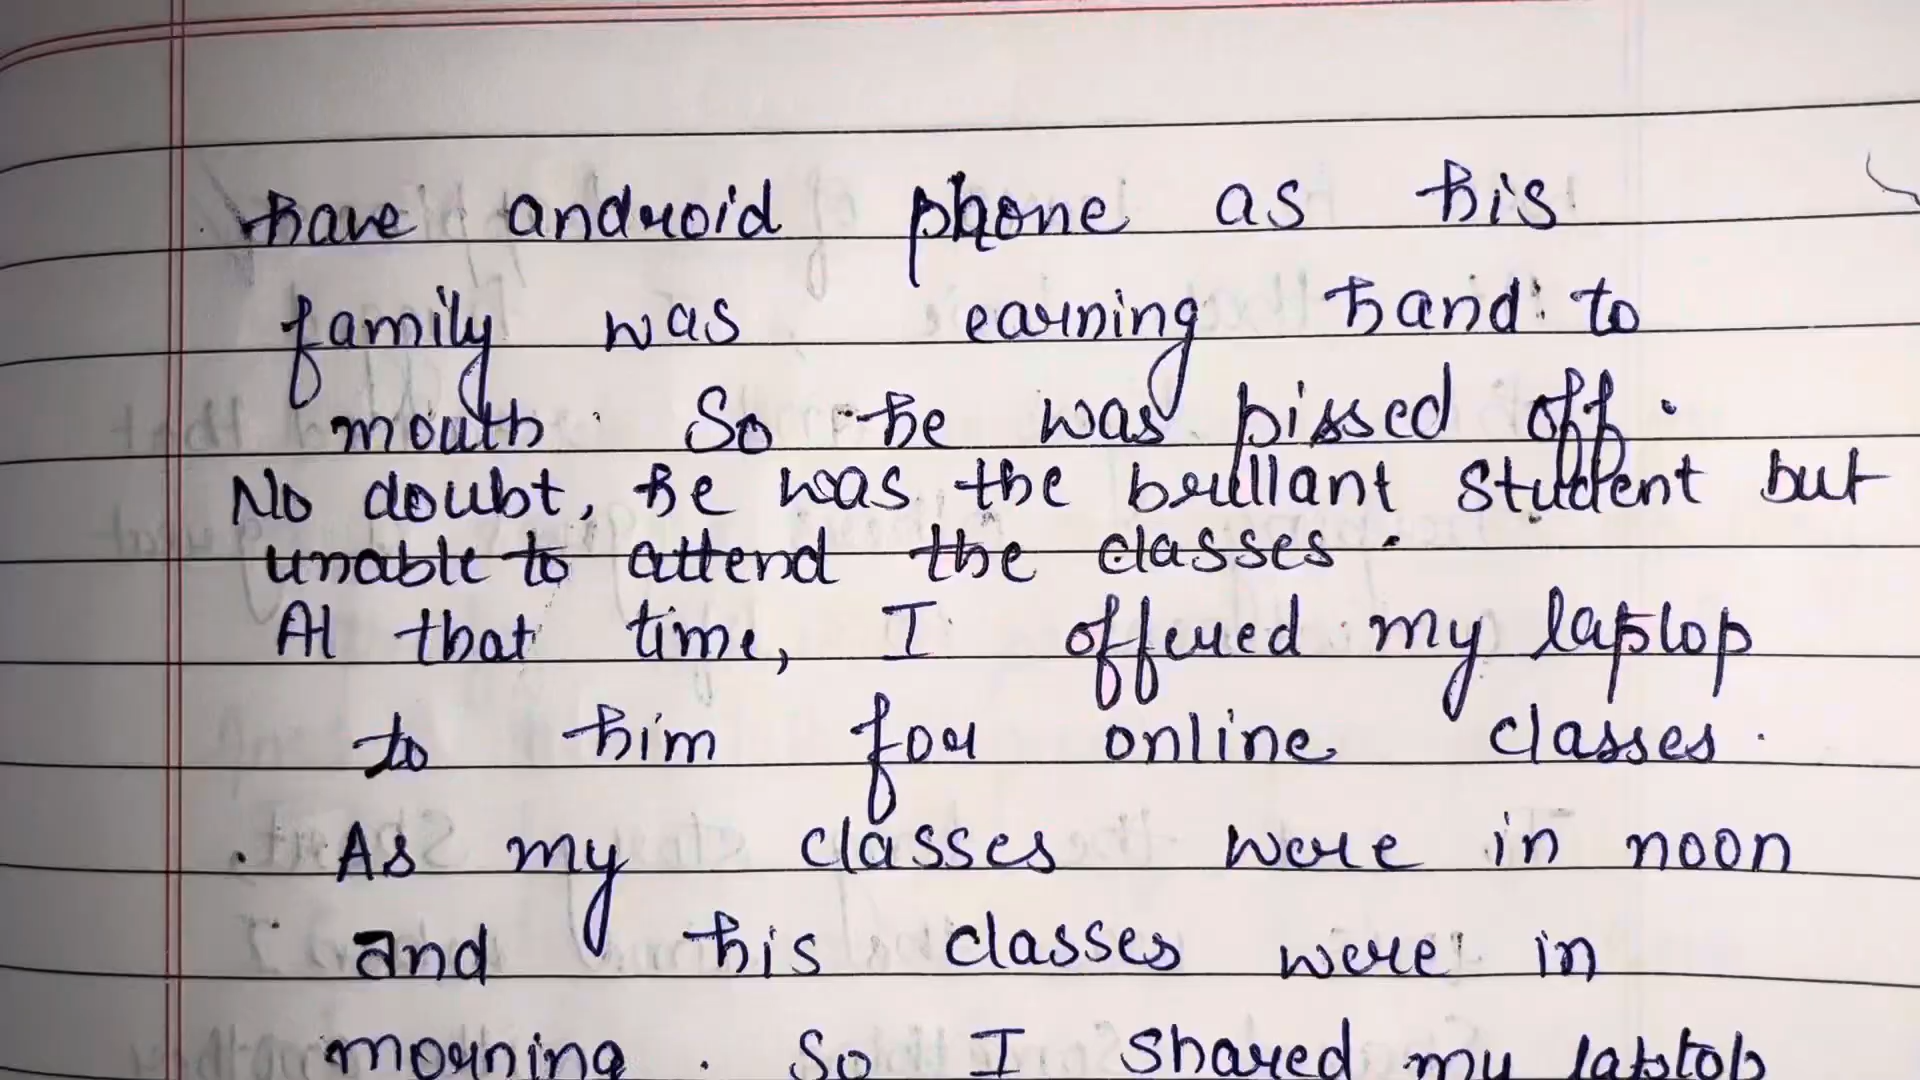 have android phone as his
family was earning hand to
mouth. So he was pissed off.
No doubt, he was the brillant student but
unable to attend the classes.
At that time, I offered my laptop
to him for online classes.
As my classes were in noon
and his classes were in
morning. So I shared my laptop